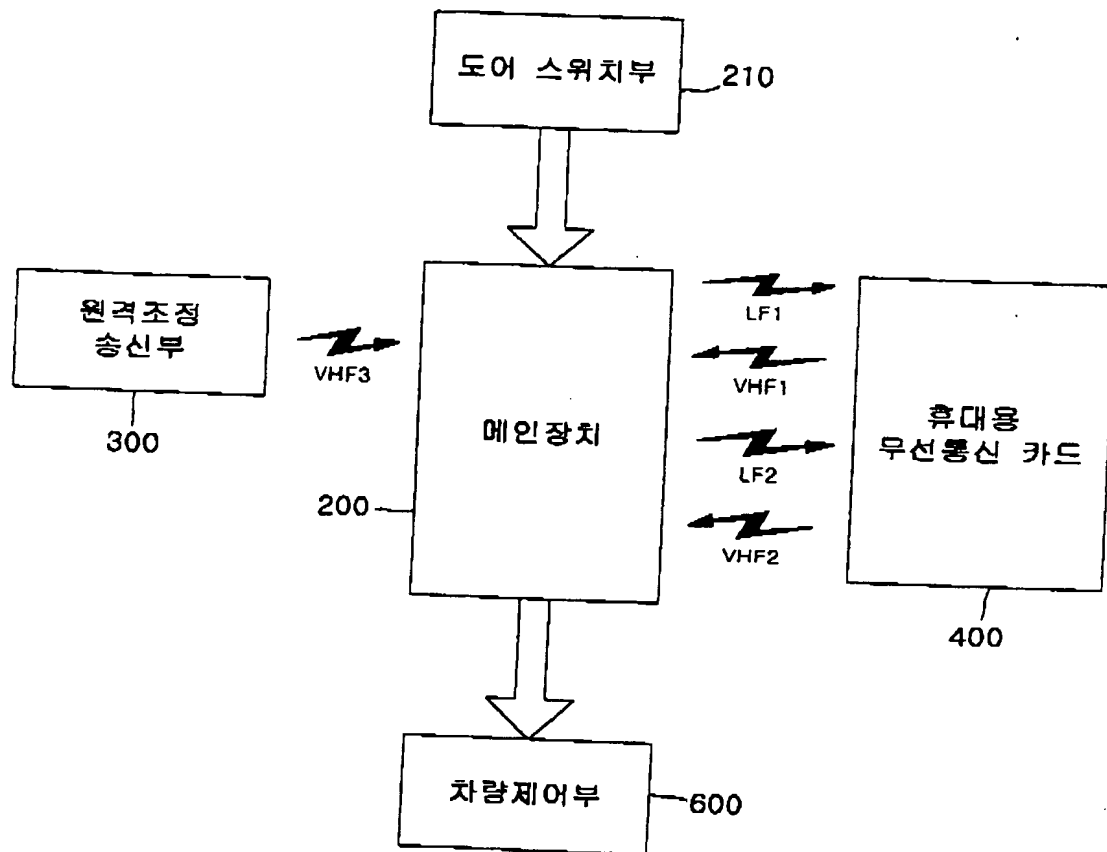 도어 스위치부
210
원격조정
송신부
300
VHF3
메인장치
200
LF1
VHF1
LF2
VHF2
휴대용
무선통신 카드
400
차량제어부
600